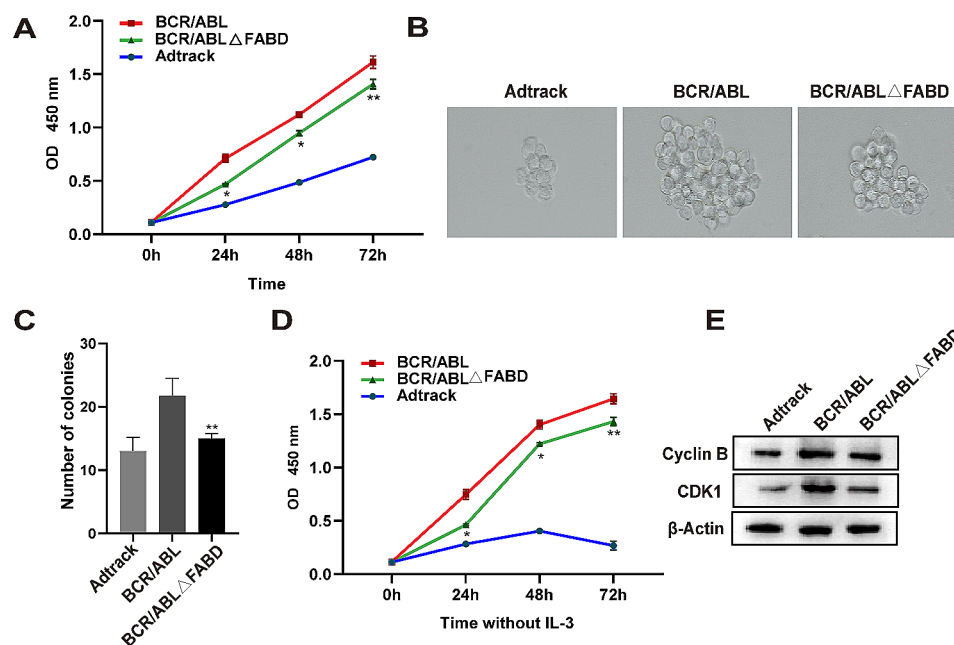 A
2.0
1.5
1.0
0.5
0.0
OD 450 nm
BCR/ABL
BCR/ABL△FABD
Adtrack
*
*
**
0h 24h 48h 72h
Time
B
Adtrack BCR/ABL BCR/ABL△FABD
C
Number of colonies
30
20
10
0
**
Adtrack
BCR/ABL
BCR/ABL△FABD
D
2.0
1.5
1.0
0.5
0.0
OD 450 nm
BCR/ABL
BCR/ABL△FABD
Adtrack
*
*
**
0h 24h 48h 72h
Time without IL-3
E
Adtrack BCR/ABL BCR/ABL△FABD
Cyclin B
CDK1
β-Actin